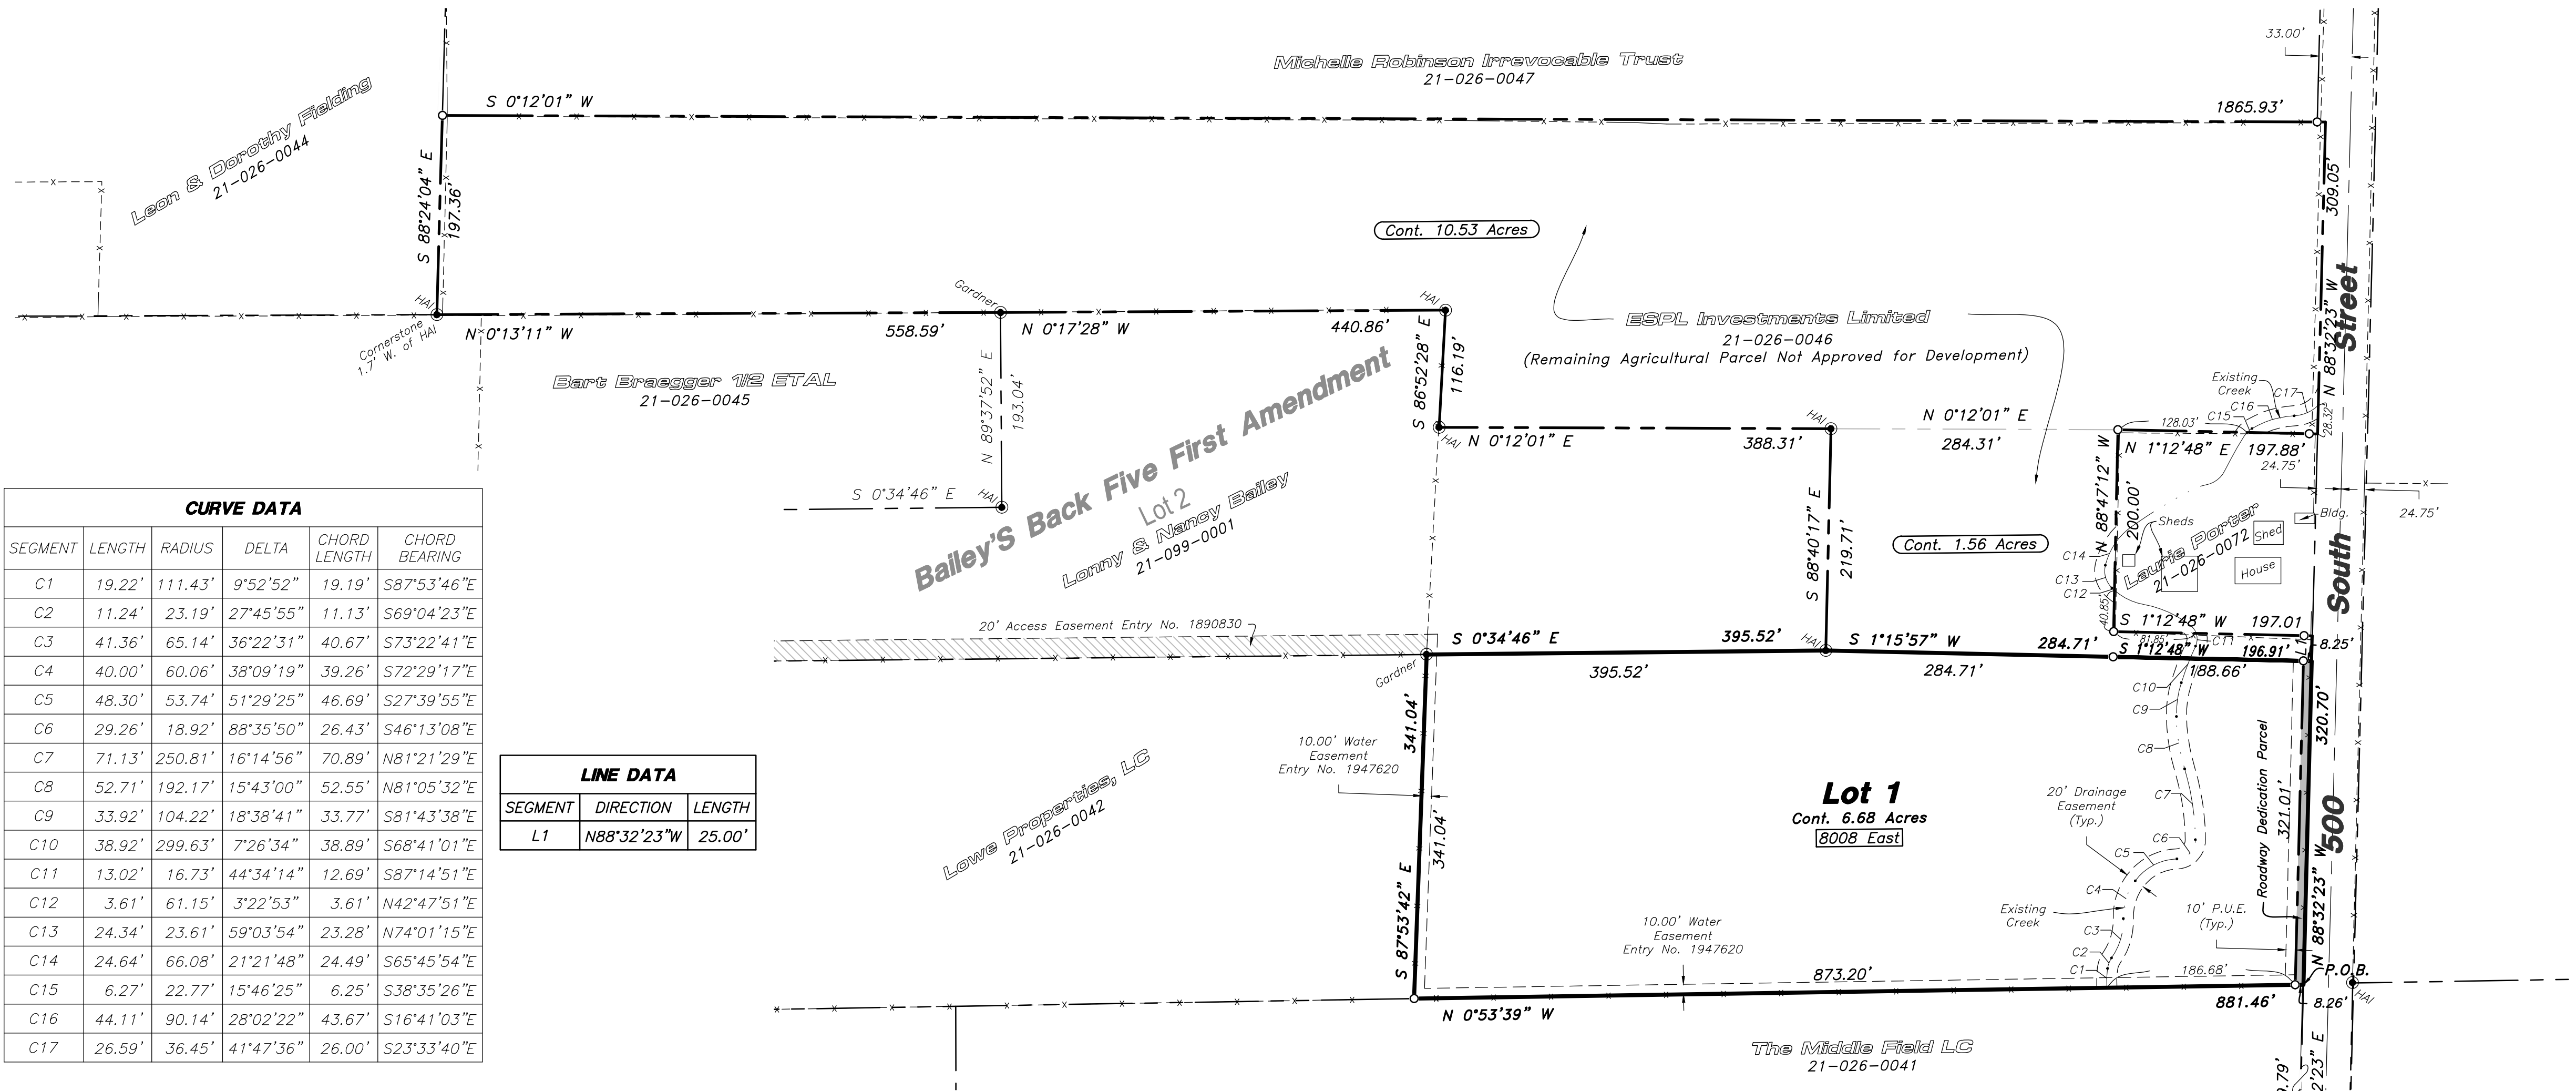 33.00'
Michelle Robinson Irrevocable Trust
21-026-0047
S 0°12'01" W
1865.93'
Leon & Dorothy Fielding
21-026-0044
S 88°24'04" E
197.36'
309.05'
Cont. 10.53 Acres
HAI
Cornerstone
1.7' W. of HAI
N 0°13'11" W
558.59'
Gardner
N 0°17'28" W
440.86'
HAI
S 86°52'28" E
116.19'
HAI
ESPL Investments Limited
21-026-0046
(Remaining Agricultural Parcel Not Approved for Development)
N 88°32'23" W
500 South Street
Bart Braegger 1/2 ETAL
21-026-0045
N 89°37'52" E
193.04'
HAI
S 0°34'46" E
Bailey'S Back Five First Amendment
Lot 2
Lonny & Nancy Bailey
21-099-0001
N 0°12'01" E
388.31'
HAI
N 0°12'01" E
284.31'
Existing
Creek
C17
C16
C15
128.03'
28.32'
N 1°12'48" E
197.88'
24.75'
24.75'
N 88°47'12" W
200.00'
S 88°40'17" E
219.71'
Cont. 1.56 Acres
Sheds
Bldg.
Shed
House
Laurie Porter
21-026-0072
C14
C13
C12
40.85'
S 1°12'48" W
197.01
81.85'
C11
L1
8.25'
20' Access Easement Entry No. 1890830
Gardner
S 0°34'46" E
395.52'
HAI
S 1°15'57" W
284.71'
S 1°12'48" W
196.91'
395.52'
284.71'
188.66'
CURVE DATA
SEGMENT LENGTH RADIUS DELTA CHORD LENGTH CHORD BEARING
C1 19.22' 111.43' 9°52'52" 19.19' S87°53'46"E
C2 11.24' 23.19' 27°45'55" 11.13' S69°04'23"E
C3 41.36' 65.14' 36°22'31" 40.67' S73°22'41"E
C4 40.00' 60.06' 38°09'19" 39.26' S72°29'17"E
C5 48.30' 53.74' 51°29'25" 46.69' S27°39'55"E
C6 29.26' 18.92' 88°35'50" 26.43' S46°13'08"E
C7 71.13' 250.81' 16°14'56" 70.89' N81°21'29"E
C8 52.71' 192.17' 15°43'00" 52.55' N81°05'32"E
C9 33.92' 104.22' 18°38'41" 33.77' S81°43'38"E
C10 38.92' 299.63' 7°26'34" 38.89' S68°41'01"E
C11 13.02' 16.73' 44°34'14" 12.69' S87°14'51"E
C12 3.61' 61.15' 3°22'53" 3.61' N42°47'51"E
C13 24.34' 23.61' 59°03'54" 23.28' N74°01'15"E
C14 24.64' 66.08' 21°21'48" 24.49' S65°45'54"E
C15 6.27' 22.77' 15°46'25" 6.25' S38°35'26"E
C16 44.11' 90.14' 28°02'22" 43.67' S16°41'03"E
C17 26.59' 36.45' 41°47'36" 26.00' S23°33'40"E
LINE DATA
SEGMENT DIRECTION LENGTH
L1 N88°32'23"W 25.00'
Lowe Properties, LC
21-026-0042
10.00' Water
Easement
Entry No. 1947620
341.04'
341.04'
S 87°53'42" E
Lot 1
Cont. 6.68 Acres
8008 East
C10
C9
C8
C7
C6
C5
C4
C3
C2
C1
20' Drainage
Easement
(Typ.)
Existing
Creek
Roadway Dedication Parcel
321.01'
320.70'
N 88°32'23" W
10' P.U.E.
(Typ.)
10.00' Water
Easement
Entry No. 1947620
873.20'
186.68'
P.O.B.
8.26'
HAI
N 0°53'39" W
881.46'
The Middle Field LC
21-026-0041
9.79'
2'23" E